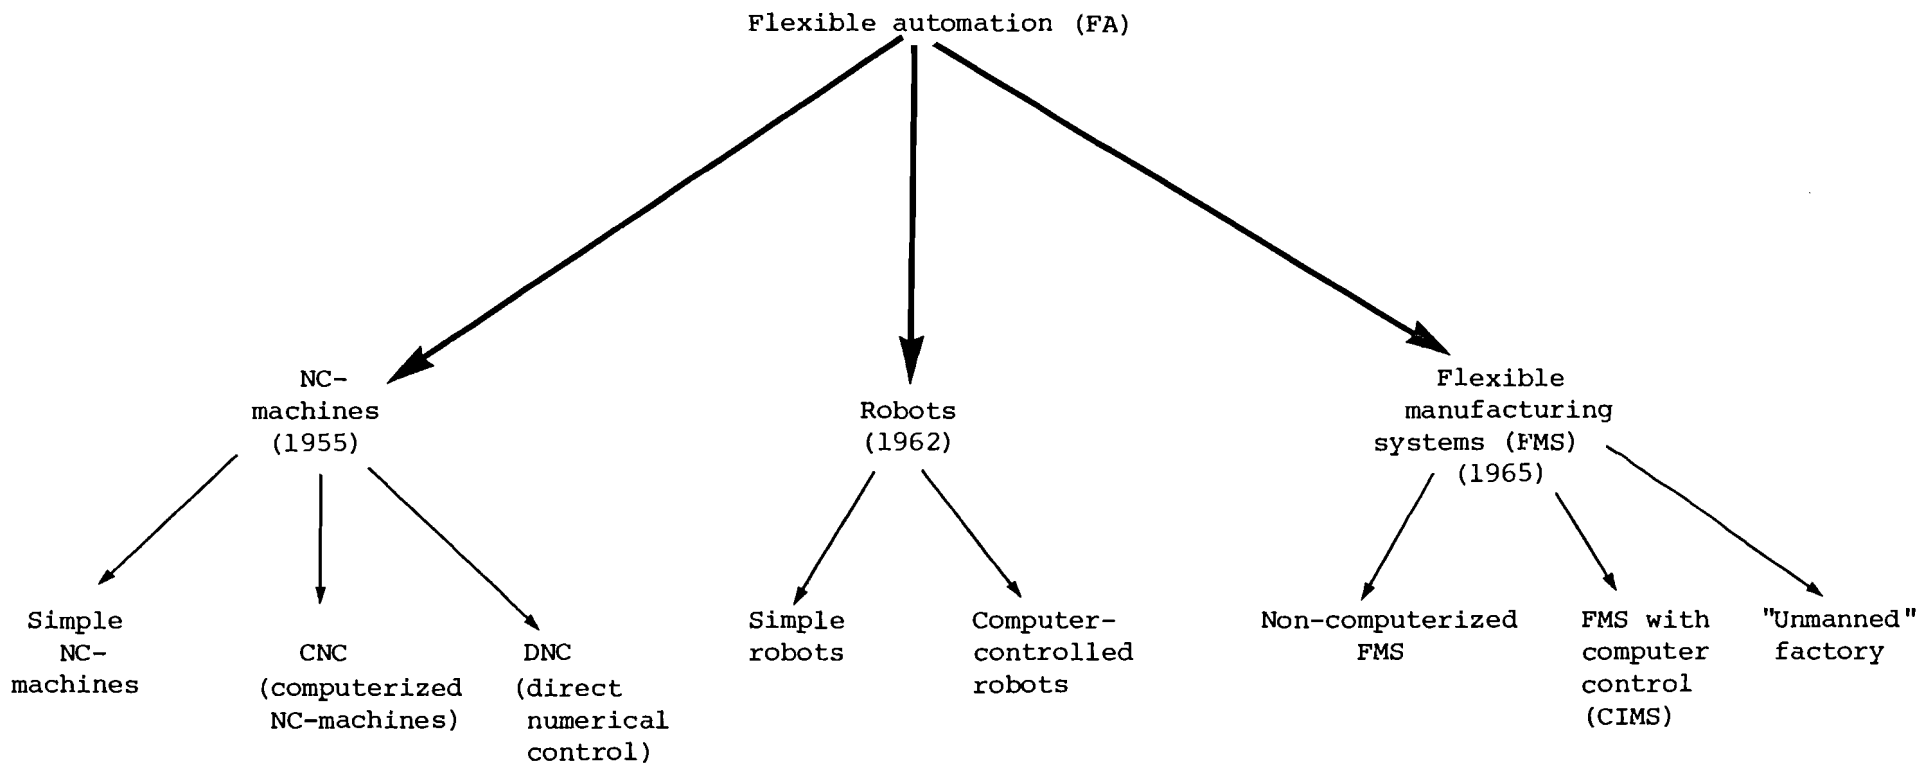 Flexible automation (FA)
NC-
machines
(1955)
Robots
(1962)
Flexible
manufacturing
systems (FMS)
(1965)
Simple
NC-
machines
CNC
(computerized
NC-machines)
DNC
(direct
numerical
control)
Simple
robots
Computer-
controlled
robots
Non-computerized
FMS
FMS with
computer
control
(CIMS)
"Unmanned"
factory